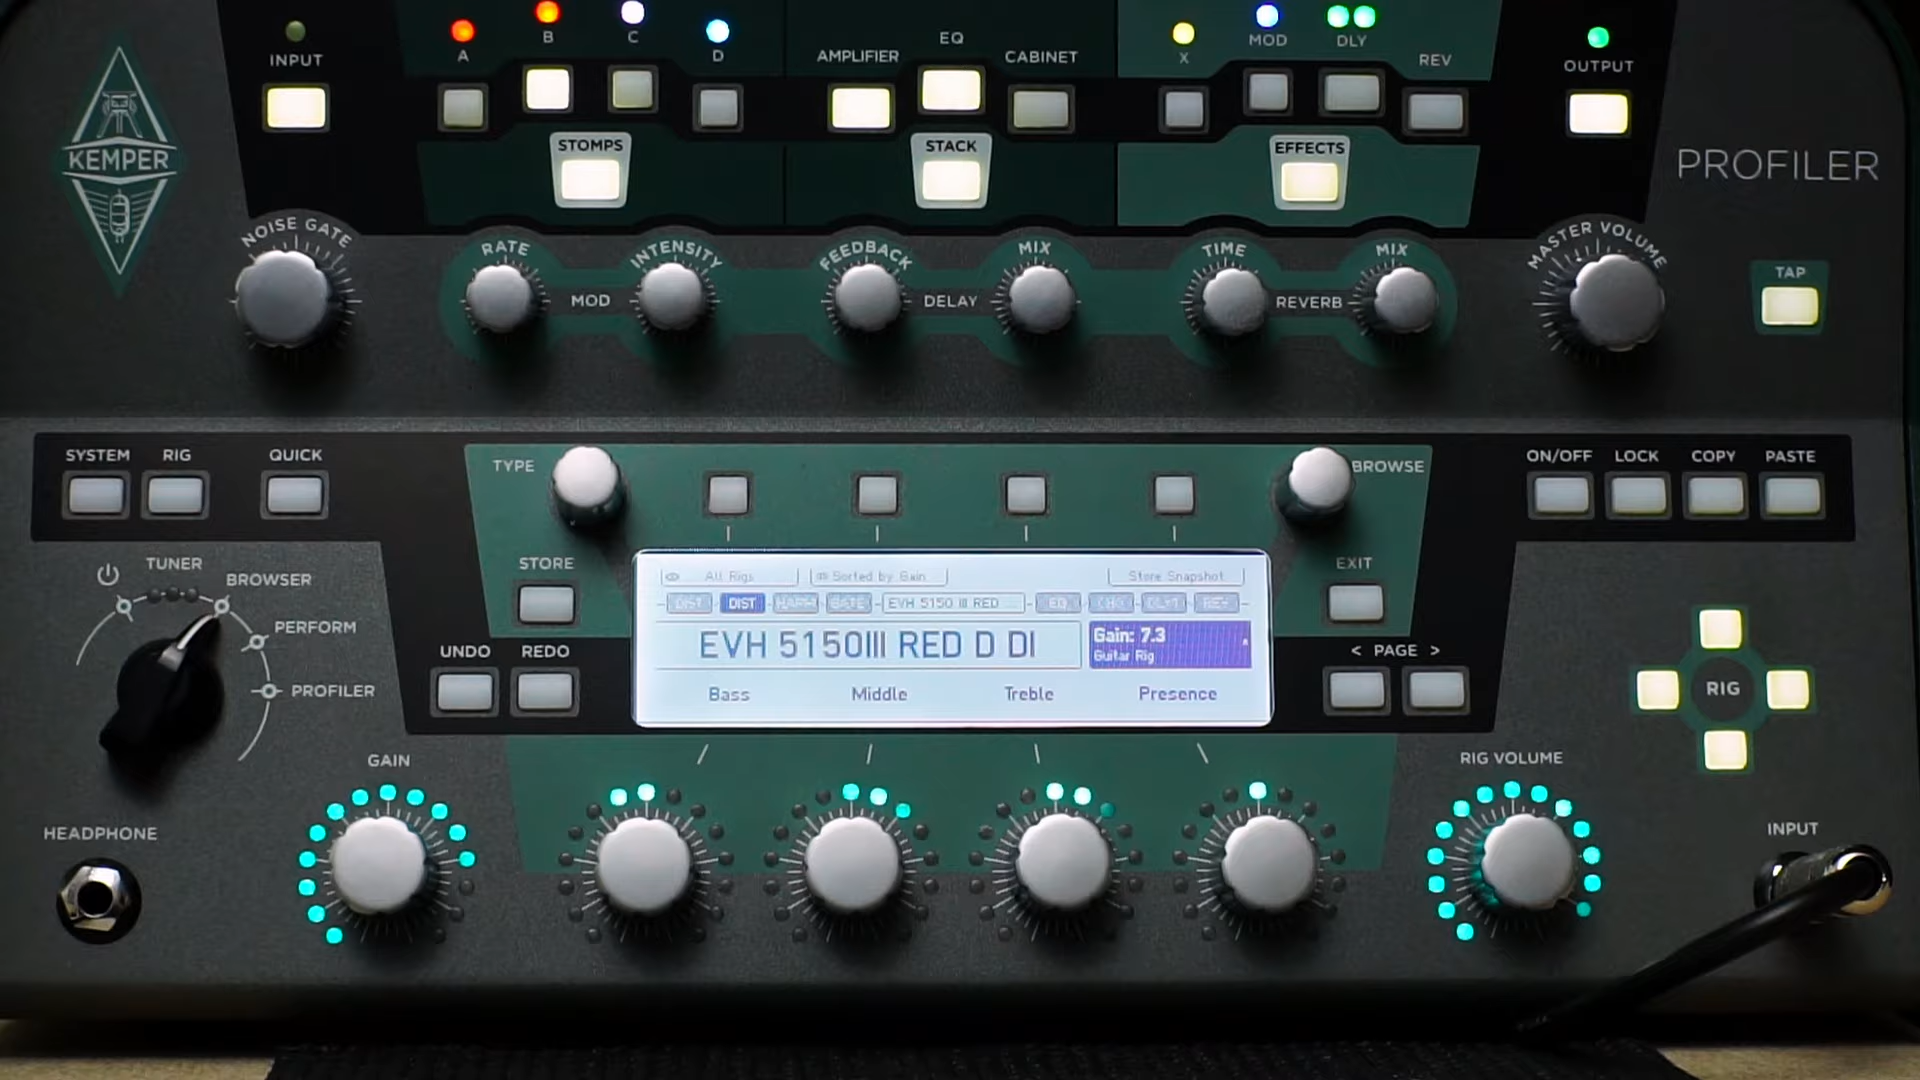 INPUT
A
B
C
D
AMPLIFIER
EQ
CABINET
X
MOD
DLY
REV
OUTPUT
KEMPER
STOMPS
STACK
EFFECTS
PROFILER
NOISE GATE
RATE
MOD
INTENSITY
FEEDBACK
DELAY
MIX
TIME
REVERB
MIX
MASTER VOLUME
TAP
SYSTEM
RIG
QUICK
TYPE
BROWSE
ON/OFF
LOCK
COPY
PASTE
TUNER
BROWSER
PERFORM
PROFILER
STORE
EXIT
UNDO
REDO
< PAGE >
All Rigs
Sorted by Gain
Store Snapshot
DIST
DIST
GATE
EVH 5150 III RED
EQ
EVH 5150III RED D DI
Gain: 7.3
Guitar Rig
Bass
Middle
Treble
Presence
RIG
GAIN
RIG VOLUME
HEADPHONE
INPUT